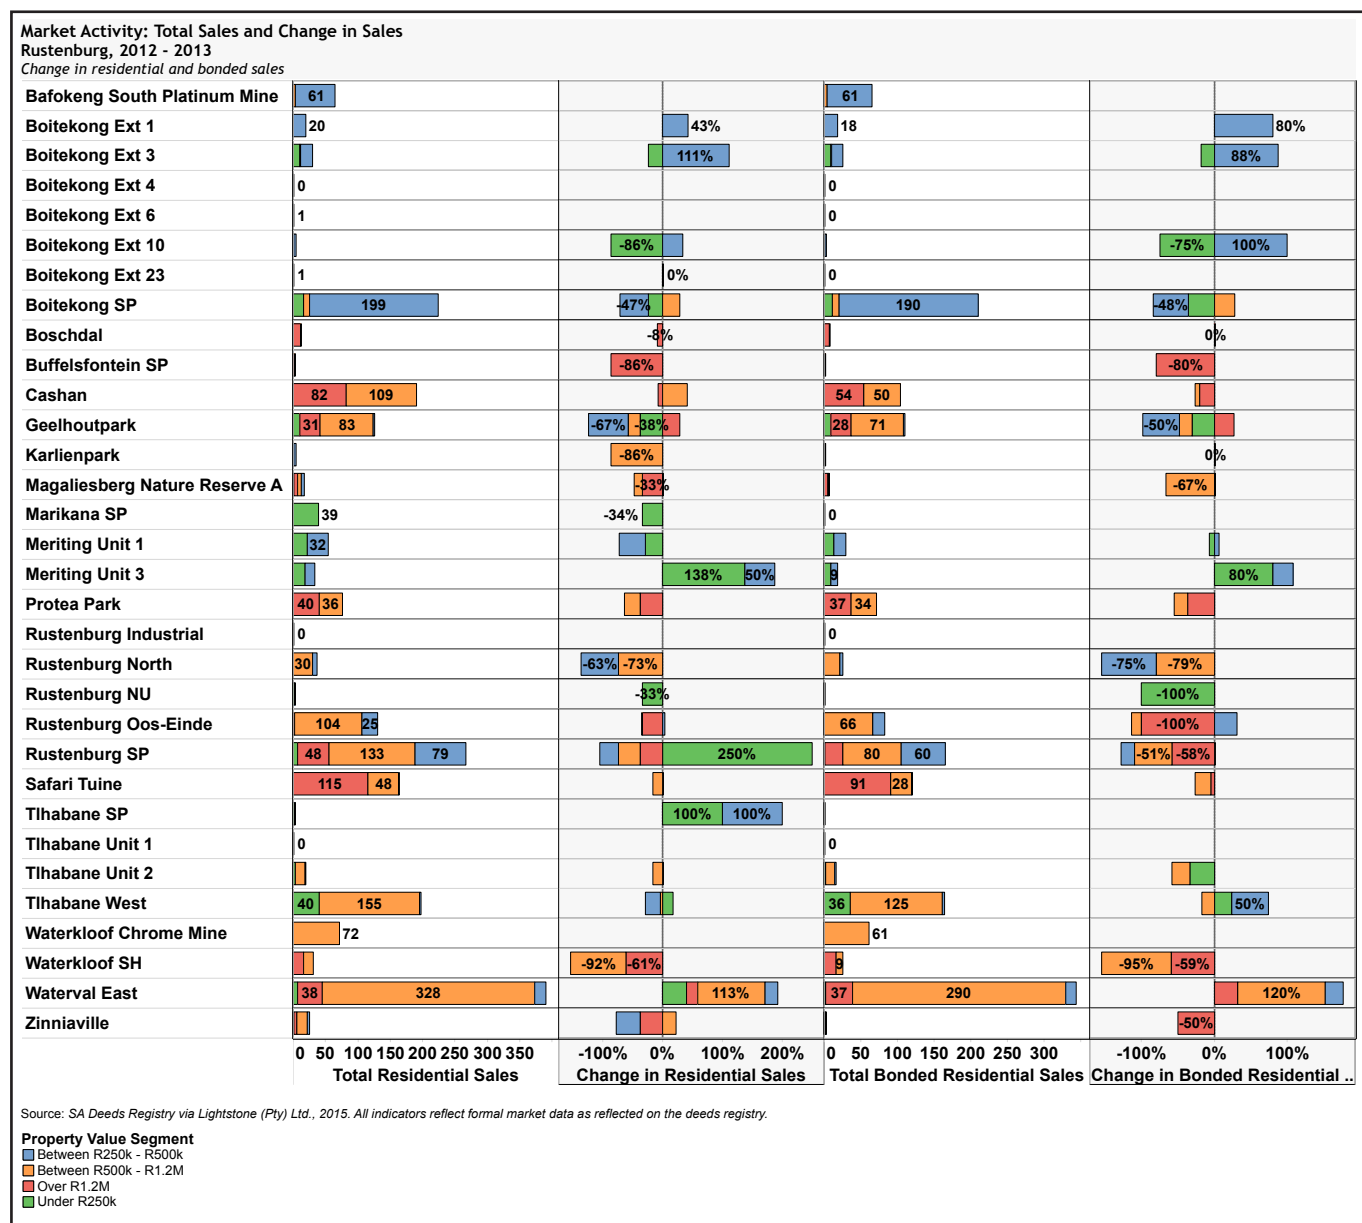 Market Activity: Total Sales and Change in Sales
Rustenburg, 2012 - 2013
Change in residential and bonded sales
Bafokeng South Platinum Mine 61 61
Boitekong Ext 1 20 43% 18 80%
Boitekong Ext 3 111% 88%
Boitekong Ext 4 0 0
Boitekong Ext 6 1 0
Boitekong Ext 10 -86% -75% 100%
Boitekong Ext 23 1 0% 0
Boitekong SP 199 -47% 190 -48%
Boschdal -8% 0%
Buffelsfontein SP -86% -80%
Cashan 82 109 54 50
Geelhoutpark 31 83 -67% -38% 28 71 -50%
Karlienpark -86% 0%
Magaliesberg Nature Reserve A -33% -67%
Marikana SP 39 -34% 0
Meriting Unit 1 32
Meriting Unit 3 138% 50% 9 80%
Protea Park 40 36 37 34
Rustenburg Industrial 0 0
Rustenburg North 30 -63% -73% -75% -79%
Rustenburg NU -33% -100%
Rustenburg Oos-Einde 104 25 66 -100%
Rustenburg SP 48 133 79 250% 80 60 -51% -58%
Safari Tuine 115 48 91 28
Tlhabane SP 100% 100%
Tlhabane Unit 1 0 0
Tlhabane Unit 2
Tlhabane West 40 155 36 125 50%
Waterkloof Chrome Mine 72 61
Waterkloof SH -92% -61% 9 -95% -59%
Waterval East 38 328 113% 37 290 120%
Zinniaville -50%
0 50 100 150 200 250 300 350 -100% 0% 100% 200% 0 50 100 150 200 250 300 -100% 0% 100%
Total Residential Sales Change in Residential Sales Total Bonded Residential Sales Change in Bonded Residential ..
Source: SA Deeds Registry via Lightstone (Pty) Ltd., 2015. All indicators reflect formal market data as reflected on the deeds registry.
Property Value Segment
Between R250k - R500k
Between R500k - R1.2M
Over R1.2M
Under R250k